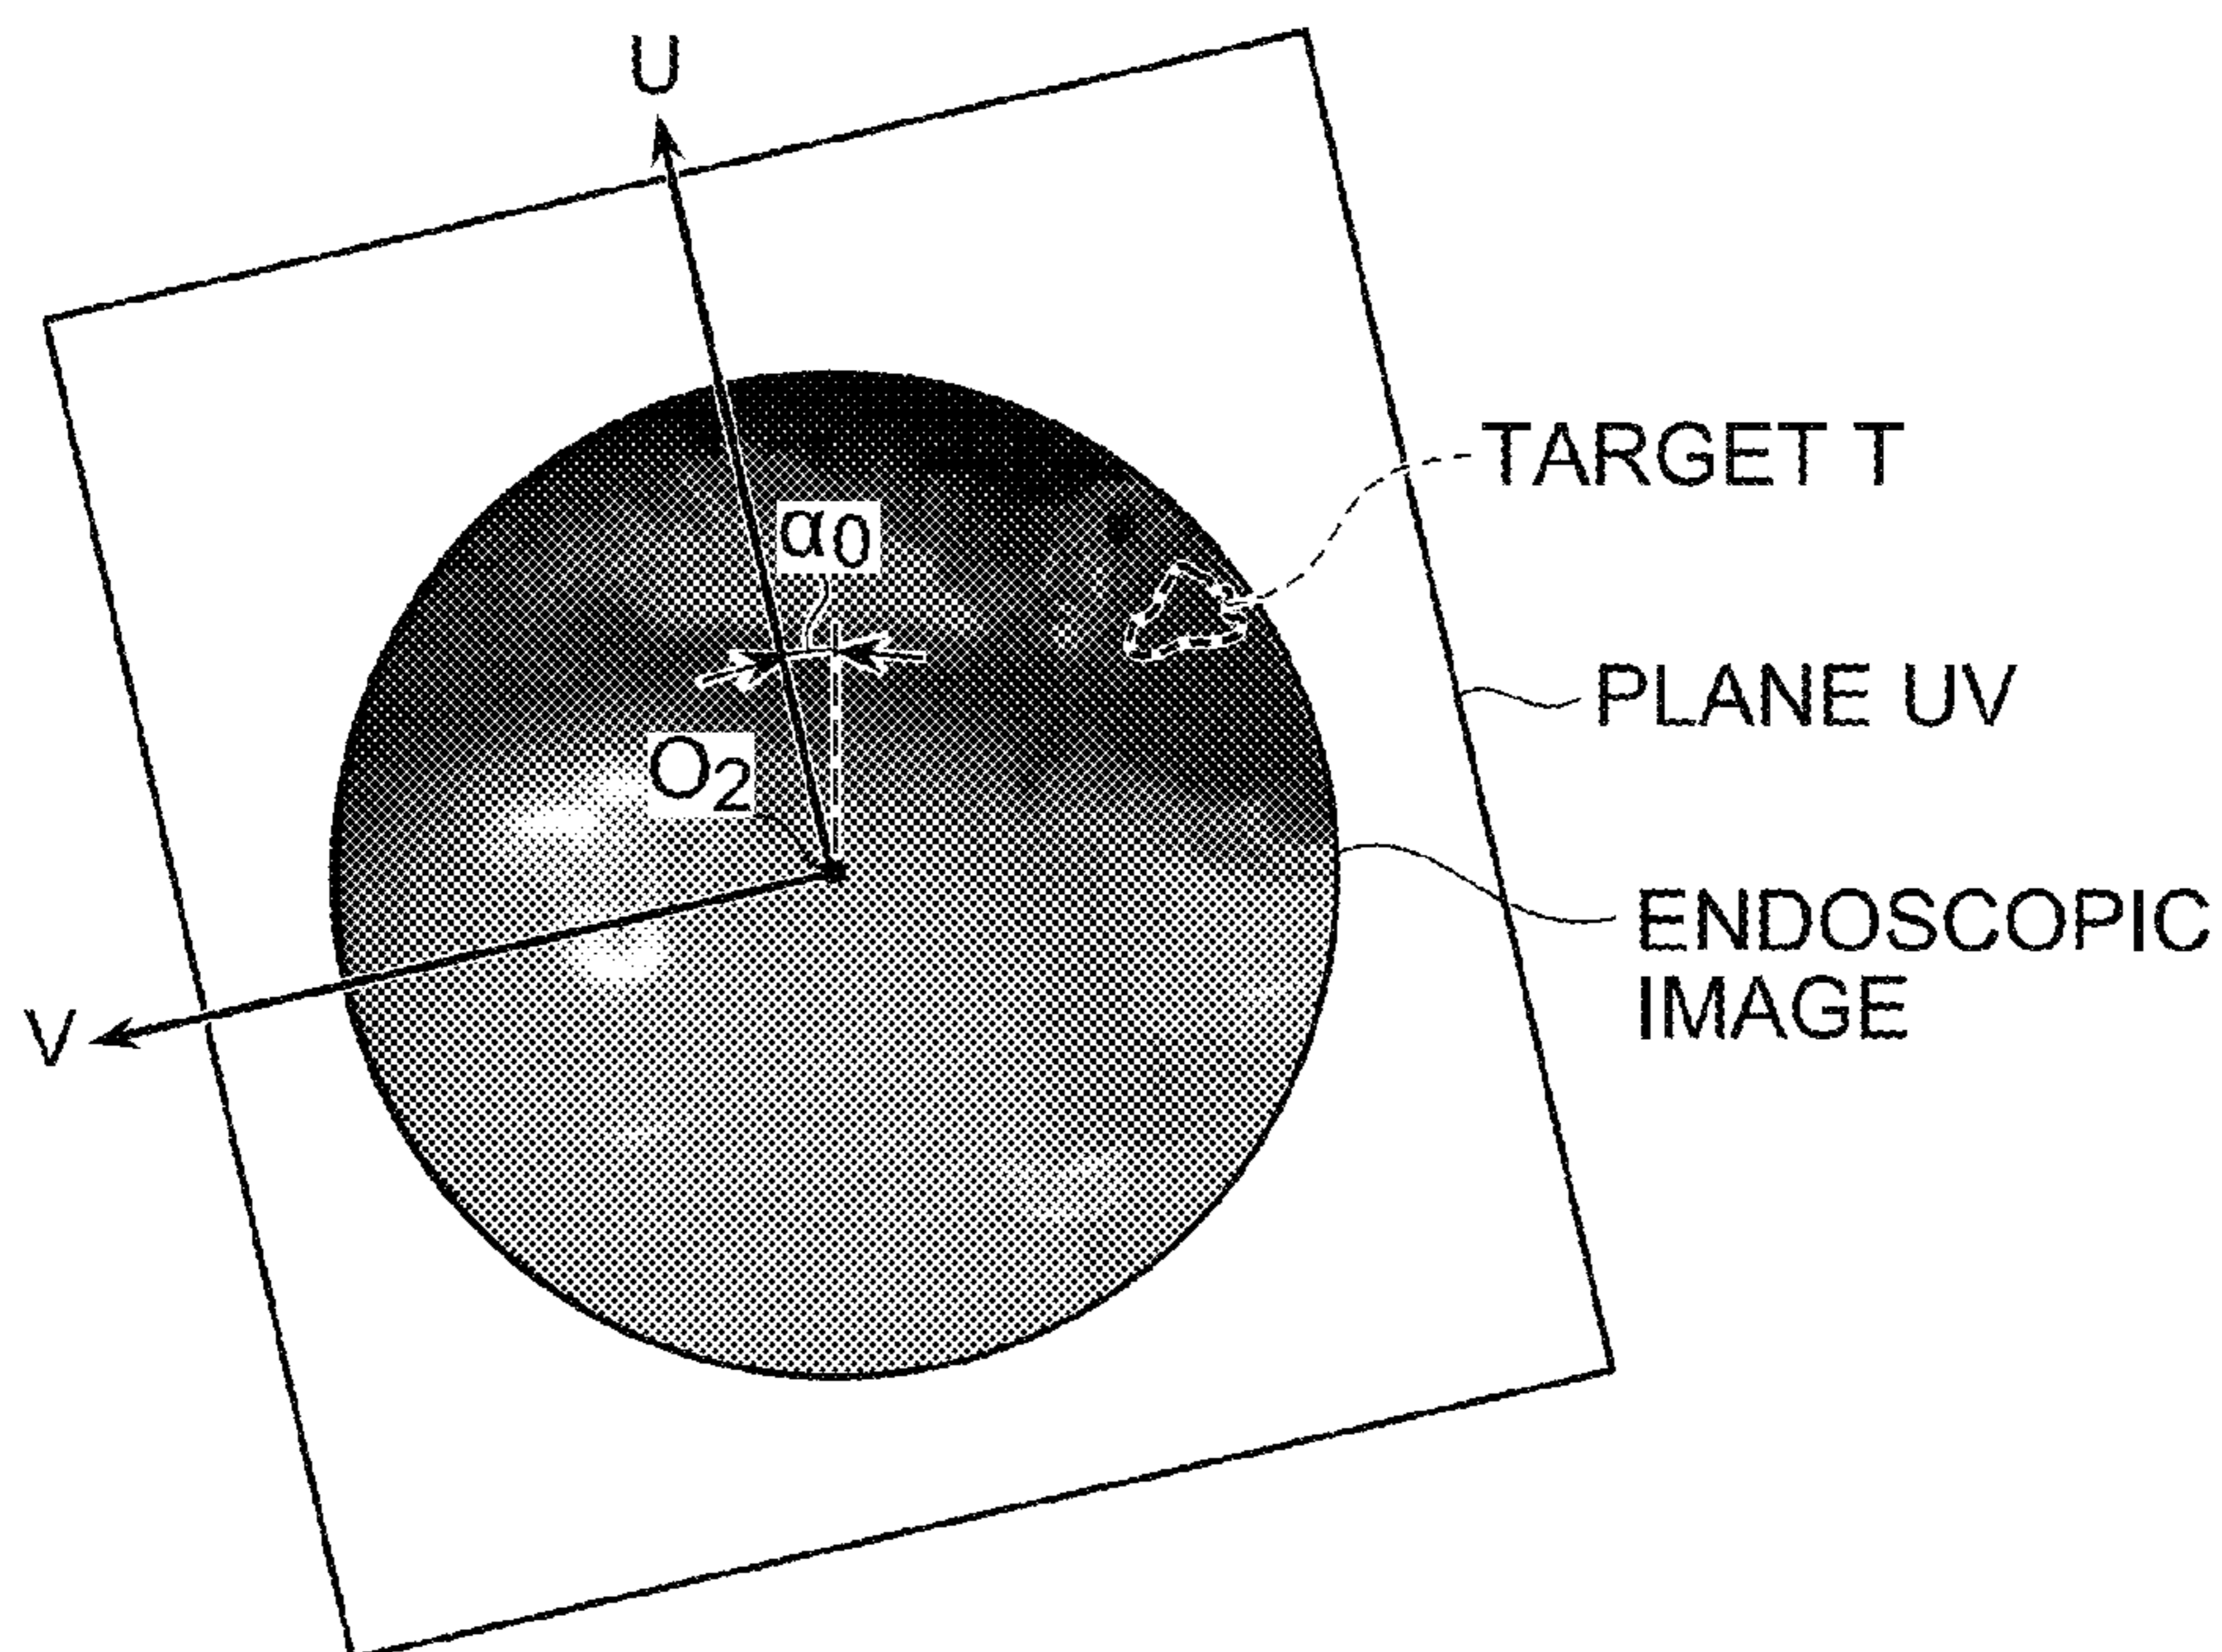 U
TARGET T
α0
PLANE UV
O2
ENDOSCOPIC
IMAGE
V